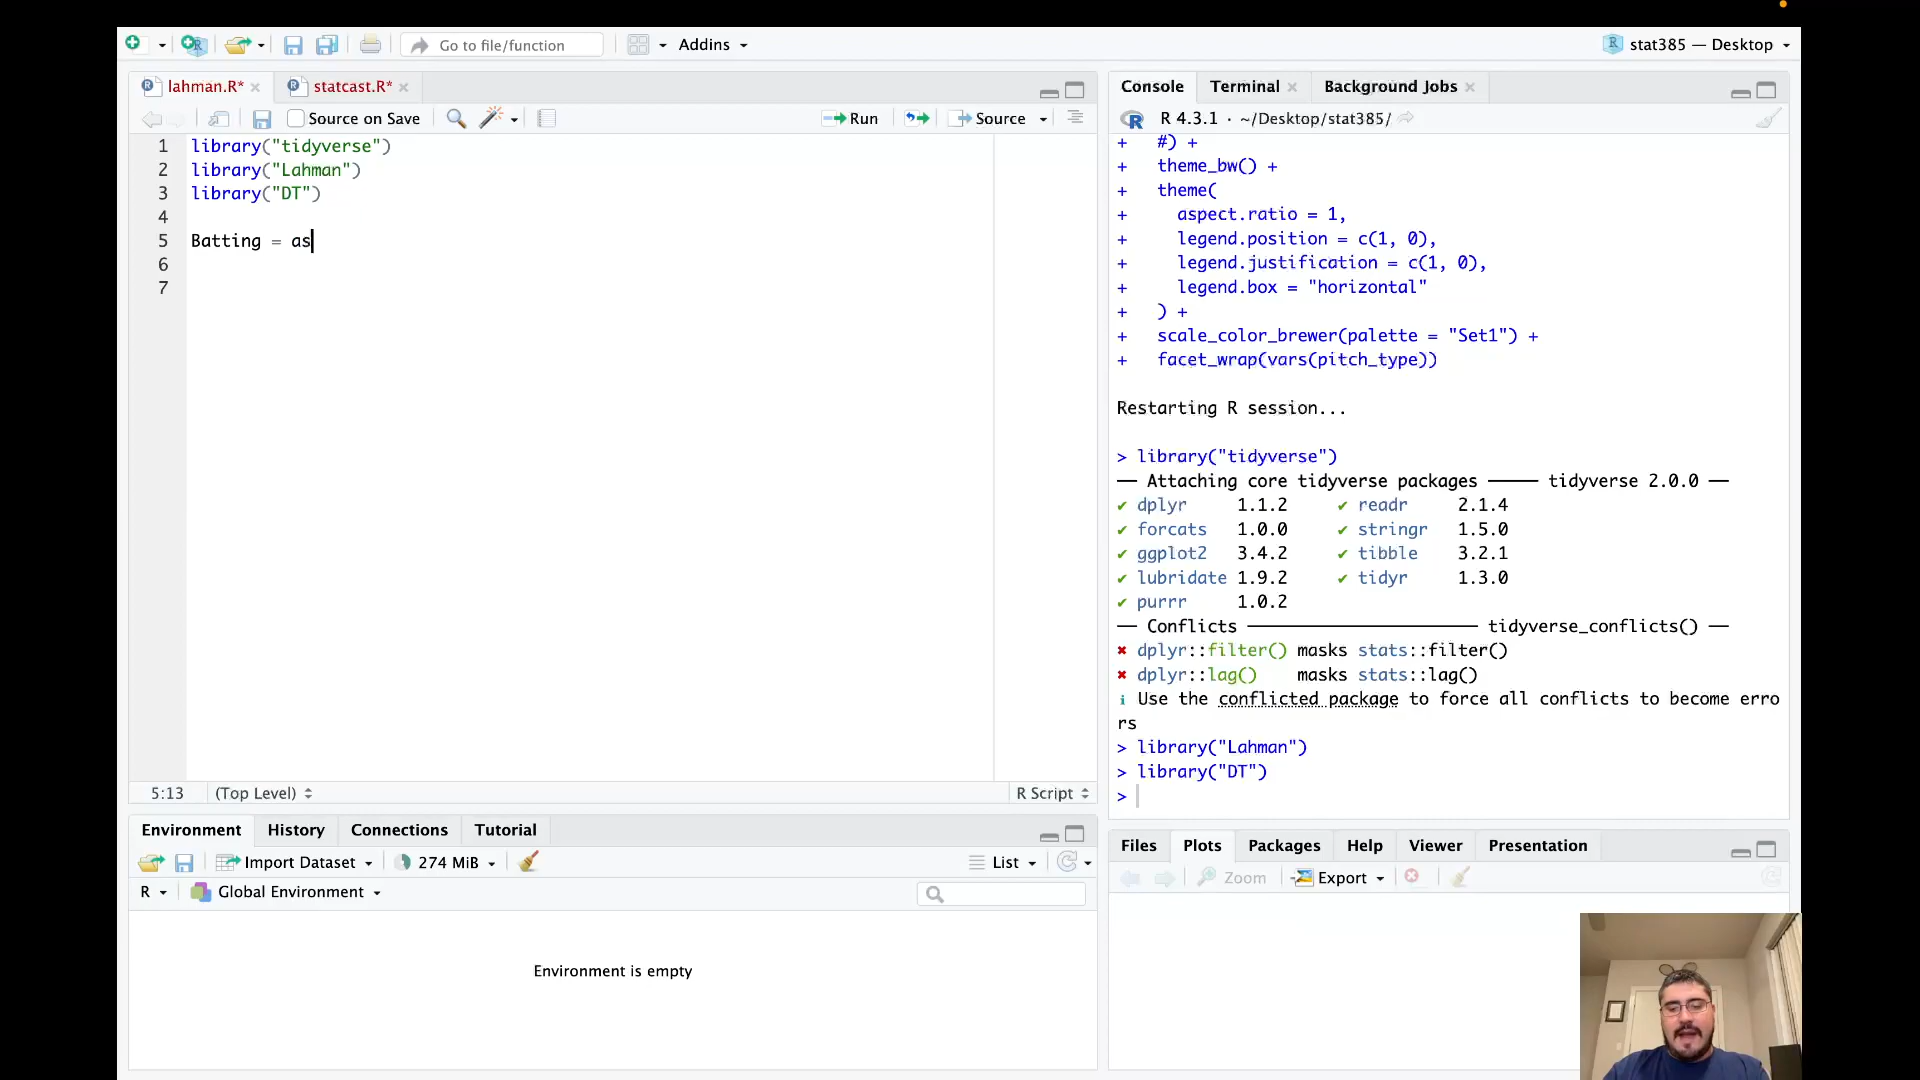 Go to file/function
Addins
stat385 — Desktop
lahman.R*
statcast.R*
Source on Save
Run
Source
1 library("tidyverse")
2 library("Lahman")
3 library("DT")
4
5 Batting = as
6
7
5:13
(Top Level)
R Script
Console
Terminal
Background Jobs
R 4.3.1 · ~/Desktop/stat385/
+ #) +
+ theme_bw() +
+ theme(
+ aspect.ratio = 1,
+ legend.position = c(1, 0),
+ legend.justification = c(1, 0),
+ legend.box = "horizontal"
+ ) +
+ scale_color_brewer(palette = "Set1") +
+ facet_wrap(vars(pitch_type))
Restarting R session...
> library("tidyverse")
── Attaching core tidyverse packages ───── tidyverse 2.0.0 ──
✔ dplyr 1.1.2 ✔ readr 2.1.4
✔ forcats 1.0.0 ✔ stringr 1.5.0
✔ ggplot2 3.4.2 ✔ tibble 3.2.1
✔ lubridate 1.9.2 ✔ tidyr 1.3.0
✔ purrr 1.0.2
── Conflicts ─────────────────────── tidyverse_conflicts() ──
✖ dplyr::filter() masks stats::filter()
✖ dplyr::lag() masks stats::lag()
ℹ Use the conflicted package to force all conflicts to become erro
rs
> library("Lahman")
> library("DT")
>
Environment
History
Connections
Tutorial
Import Dataset
274 MiB
List
R
Global Environment
Environment is empty
Files
Plots
Packages
Help
Viewer
Presentation
Zoom
Export